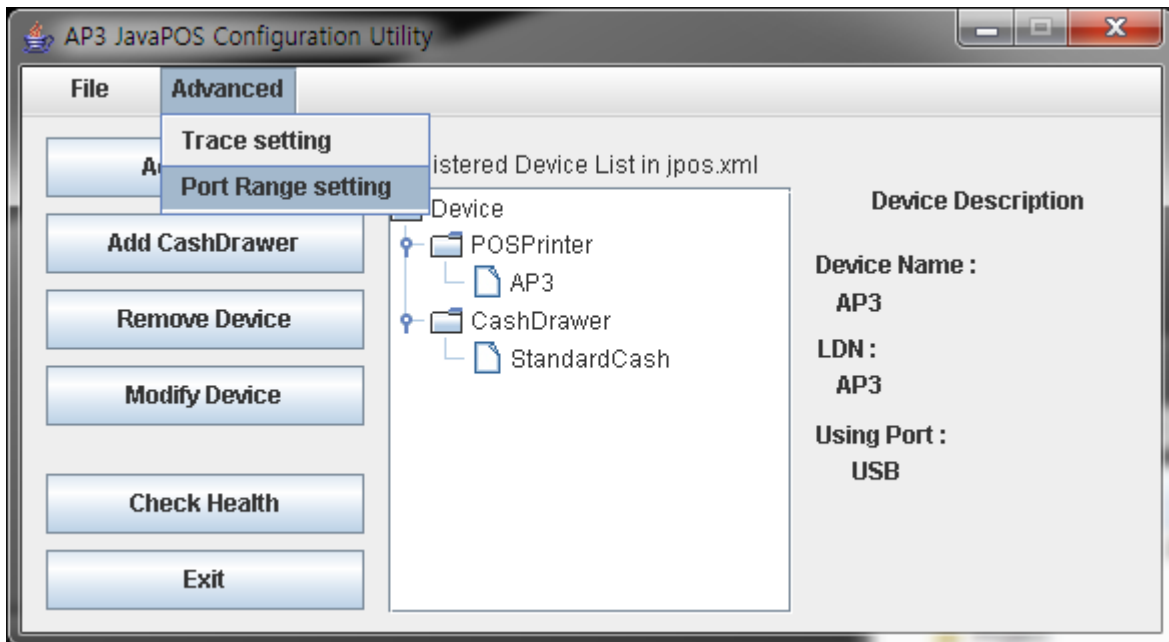 AP3 JavaPOS Configuration Utility
File Advanced
Trace setting
Port Range setting
Add CashDrawer
Remove Device
Modify Device
Check Health
Exit
Device List in jpos.xml
Device
POSPrinter
AP3
CashDrawer
StandardCash
Device Description
Device Name :
AP3
LDN :
AP3
Using Port :
USB